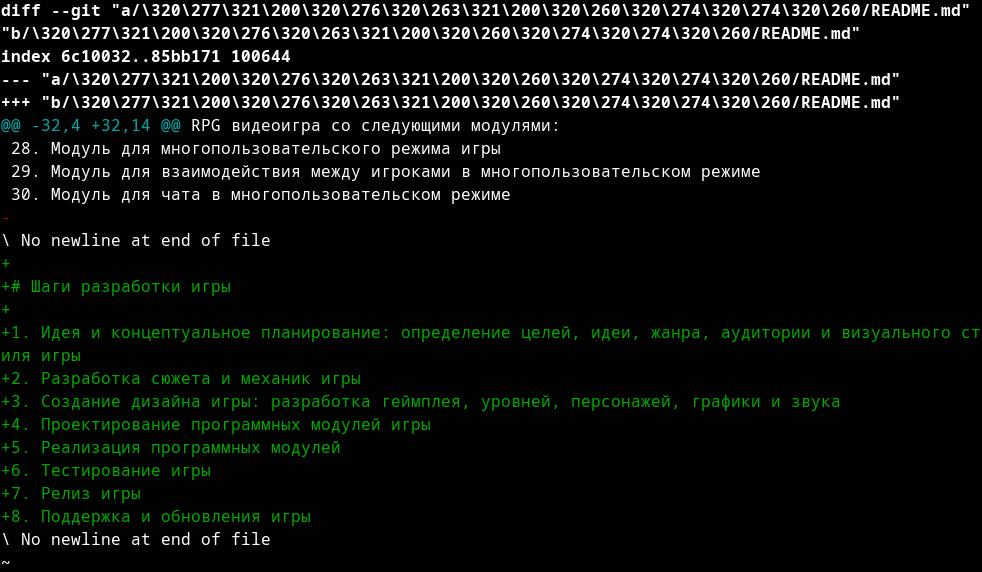 diff --git "a/\320\277\321\200\320\276\320\263\321\200\320\260\320\274\320\274\320\260/README.md"
"b/\320\277\321\200\320\276\320\263\321\200\320\260\320\274\320\274\320\260/README.md"
index 6c10032..85bb171 100644
--- "a/\320\277\321\200\320\276\320\263\321\200\320\260\320\274\320\274\320\260/README.md"
+++ "b/\320\277\321\200\320\276\320\263\321\200\320\260\320\274\320\274\320\260/README.md"
@@ -32,4 +32,14 @@ RPG видеоигра со следующими модулями:
 28. Модуль для многопользовательского режима игры
 29. Модуль для взаимодействия между игроками в многопользовательском режиме
 30. Модуль для чата в многопользовательском режиме
-
\ No newline at end of file
+
+# Шаги разработки игры
+
+1. Идея и концептуальное планирование: определение целей, идеи, жанра, аудитории и визуального ст
иля игры
+2. Разработка сюжета и механик игры
+3. Создание дизайна игры: разработка геймплея, уровней, персонажей, графики и звука
+4. Проектирование программных модулей игры
+5. Реализация программных модулей
+6. Тестирование игры
+7. Релиз игры
+8. Поддержка и обновления игры
\ No newline at end of file
~